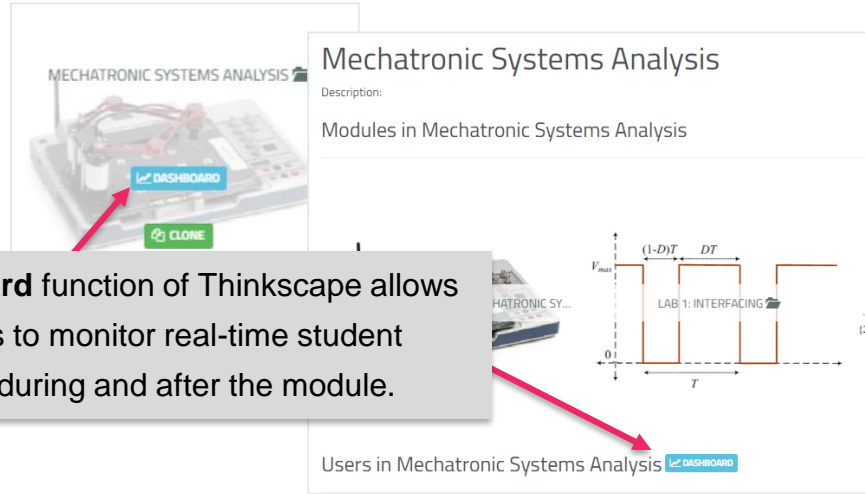 MECHATRONIC SYSTEMS ANALYSIS
DASHBOARD
CLONE
Mechatronic Systems Analysis
Description:
Modules in Mechatronic Systems Analysis
HATRONIC SY...
V_max
(1-D)T DT
LAB 1: INTERFACING
0
T
rd function of Thinkscape allows
s to monitor real-time student
during and after the module.
Users in Mechatronic Systems Analysis DASHBOARD